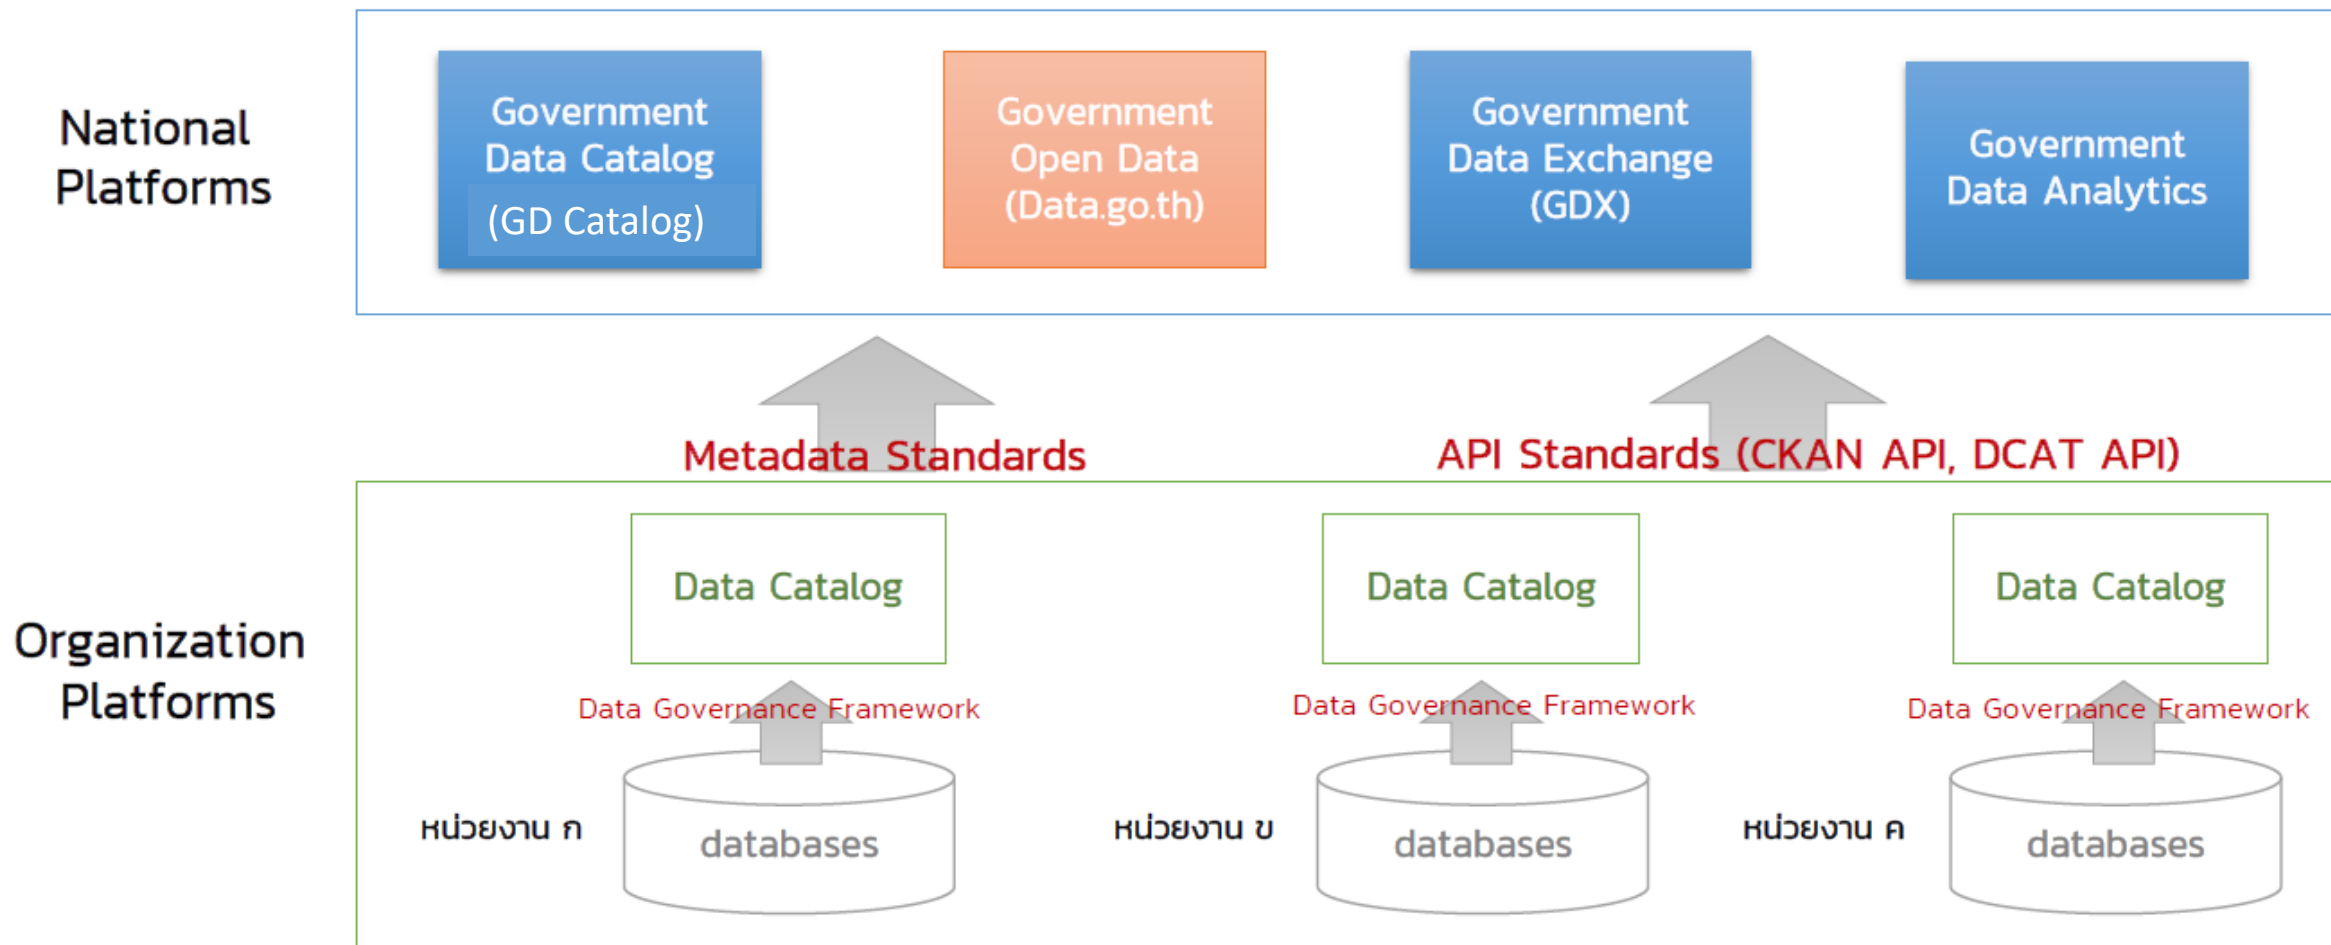 National
Platforms
Government
Data Catalog
(GD Catalog)
Government
Open Data
(Data.go.th)
Government
Data Exchange
(GDX)
Government
Data Analytics
Metadata Standards
API Standards (CKAN API, DCAT API)
Organization
Platforms
Data Catalog
Data Catalog
Data Catalog
Data Governance Framework
Data Governance Framework
Data Governance Framework
หน่วยงาน ก
databases
หน่วยงาน ข
databases
หน่วยงาน ค
databases